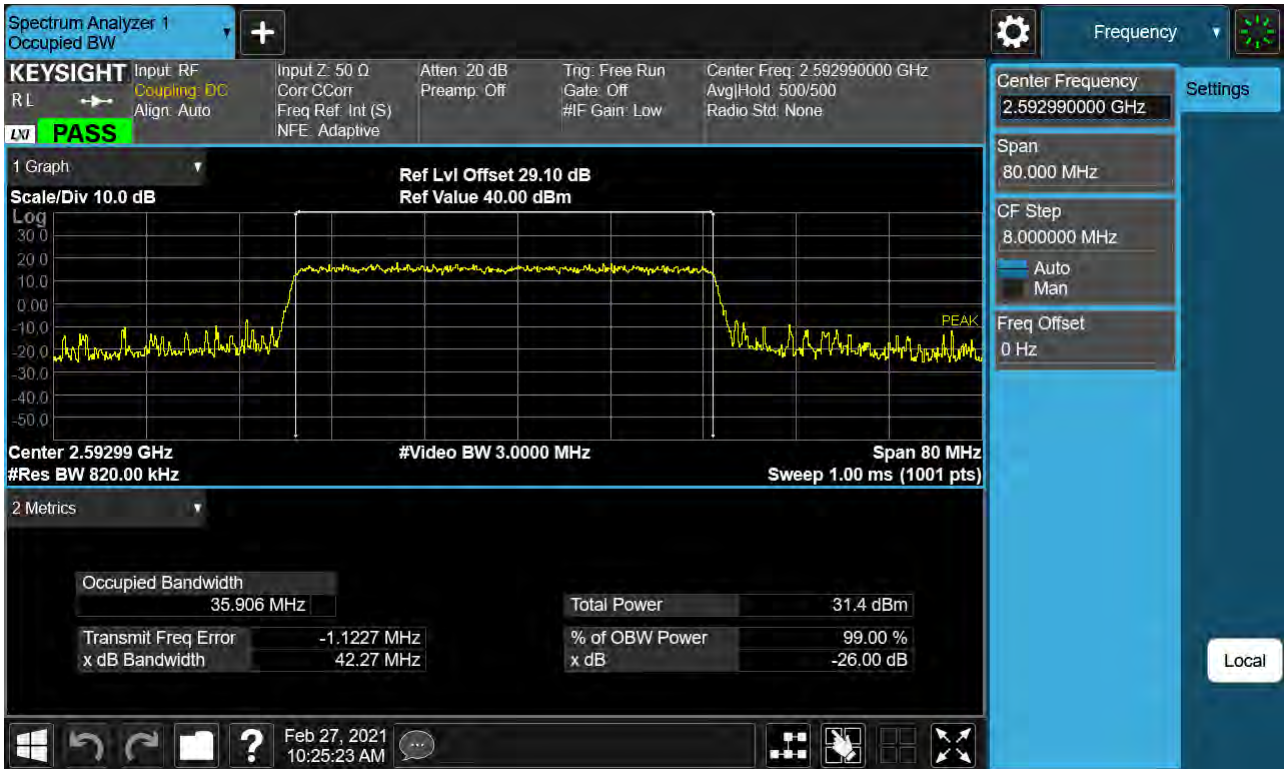 Spectrum Analyzer 1
Occupied BW
Frequency
KEYSIGHT
RL
LXI
PASS
Input: RF
Coupling: DC
Align: Auto
Input Z: 50 Ω
Corr CCorr
Freq Ref: Int (S)
NFE: Adaptive
Atten: 20 dB
Preamp: Off
Trig: Free Run
Gate: Off
#IF Gain: Low
Center Freq: 2.592990000 GHz
Avg|Hold: 500/500
Radio Std: None
Center Frequency
2.592990000 GHz
Settings
Span
80.000 MHz
CF Step
8.000000 MHz
Auto
Man
Freq Offset
0 Hz
Local
1 Graph
Scale/Div 10.0 dB
Ref Lvl Offset 29.10 dB
Ref Value 40.00 dBm
Log
30.0
20.0
10.0
0.00
-10.0
-20.0
-30.0
-40.0
-50.0
PEAK
Center 2.59299 GHz
#Video BW 3.0000 MHz
Span 80 MHz
#Res BW 820.00 kHz
Sweep 1.00 ms (1001 pts)
2 Metrics
Occupied Bandwidth
35.906 MHz
Total Power 31.4 dBm
Transmit Freq Error -1.1227 MHz
% of OBW Power 99.00 %
x dB Bandwidth 42.27 MHz
x dB -26.00 dB
?
Feb 27, 2021
10:25:23 AM